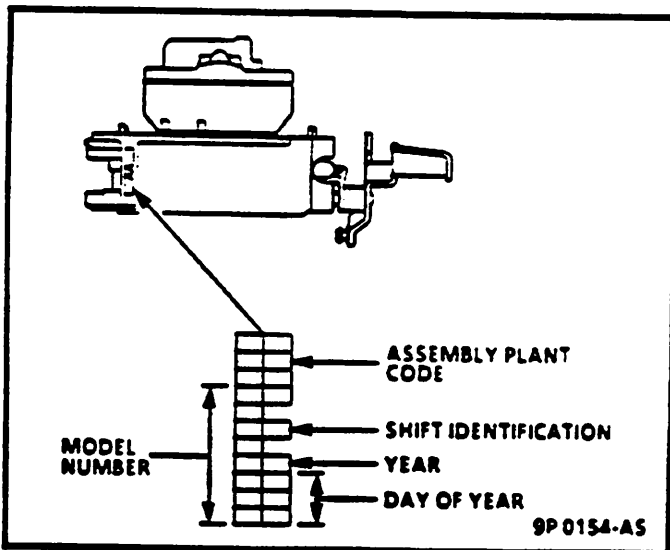 ASSEMBLY PLANT
CODE
SHIFT IDENTIFICATION
MODEL
NUMBER
YEAR
DAY OF YEAR
9P 0154-AS